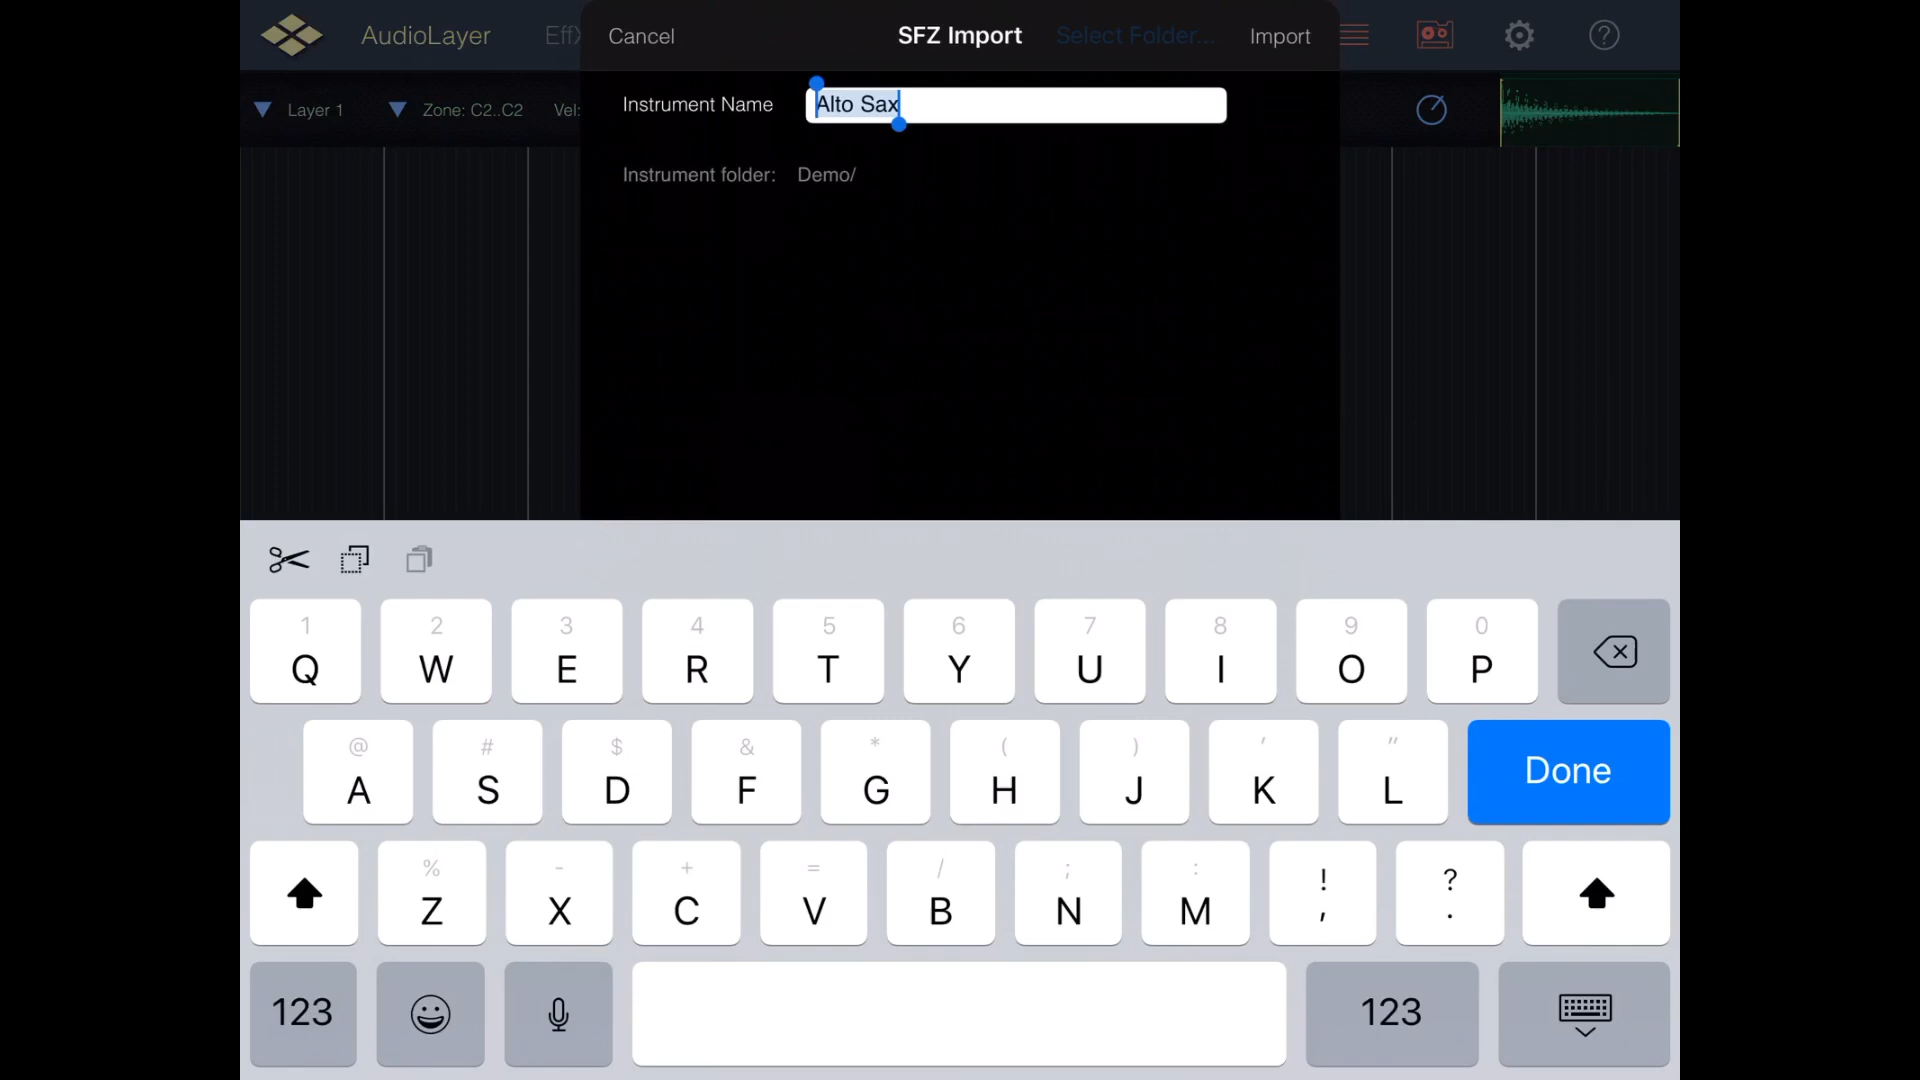 AudioLayer EffX Cancel SFZ Import Select Folder... Import ?
Layer 1 Zone: C2..C2 Vel: Instrument Name Alto Sax
Instrument folder: Demo/
1 2 3 4 5 6 7 8 9 0
Q W E R T Y U I O P
@ # $ & * ( ) ' "
A S D F G H J K L Done
% - + = / ; : ! ?
Z X C V B N M , .
123 123